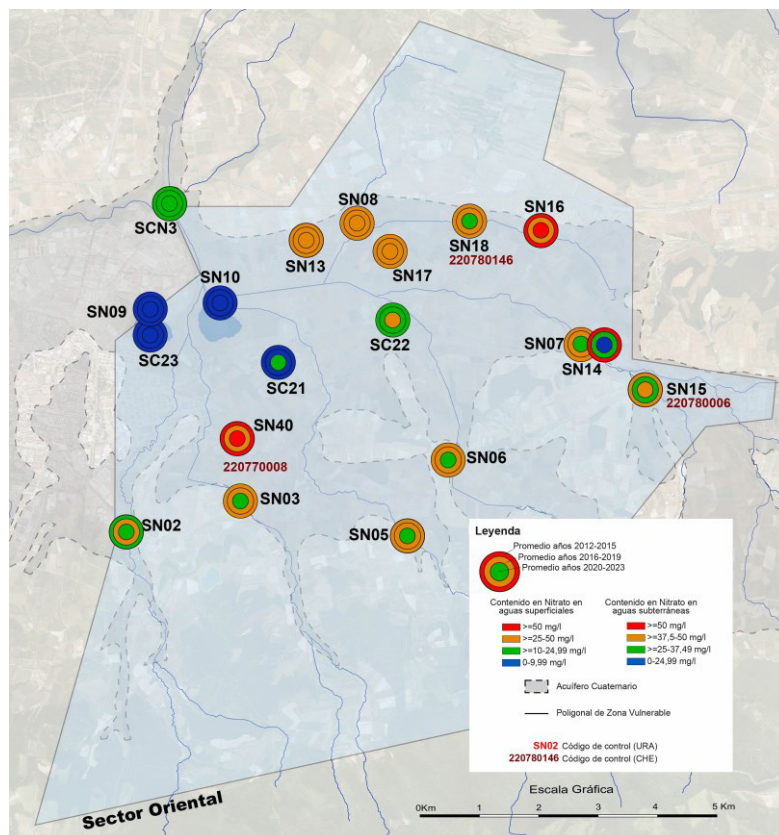 SN08
SN16
SCN3
SN13
SN18
220780146
SN17
SN10
SN09
SC23
SC22
SN07
SN14
SC21
SN15
220780006
SN40
220770008
SN06
SN03
SN02
SN05
Leyenda
Promedio años 2012-2015
Promedio años 2016-2019
Promedio años 2020-2023
Contenido en Nitrato en
aguas superficiales
>=50 mg/l
>=25-50 mg/l
>=10-24,99 mg/l
0-9,99 mg/l
Contenido en Nitrato en
aguas subterráneas
>=50 mg/l
>=37,5-50 mg/l
>=25-37,49 mg/l
0-24,99 mg/l
Acuífero Cuaternario
Poligonal de Zona Vulnerable
SN02 Código de control (URA)
220780146 Código de control (CHE)
Escala Gráfica
0Km 1 2 3 4 5 Km
Sector Oriental